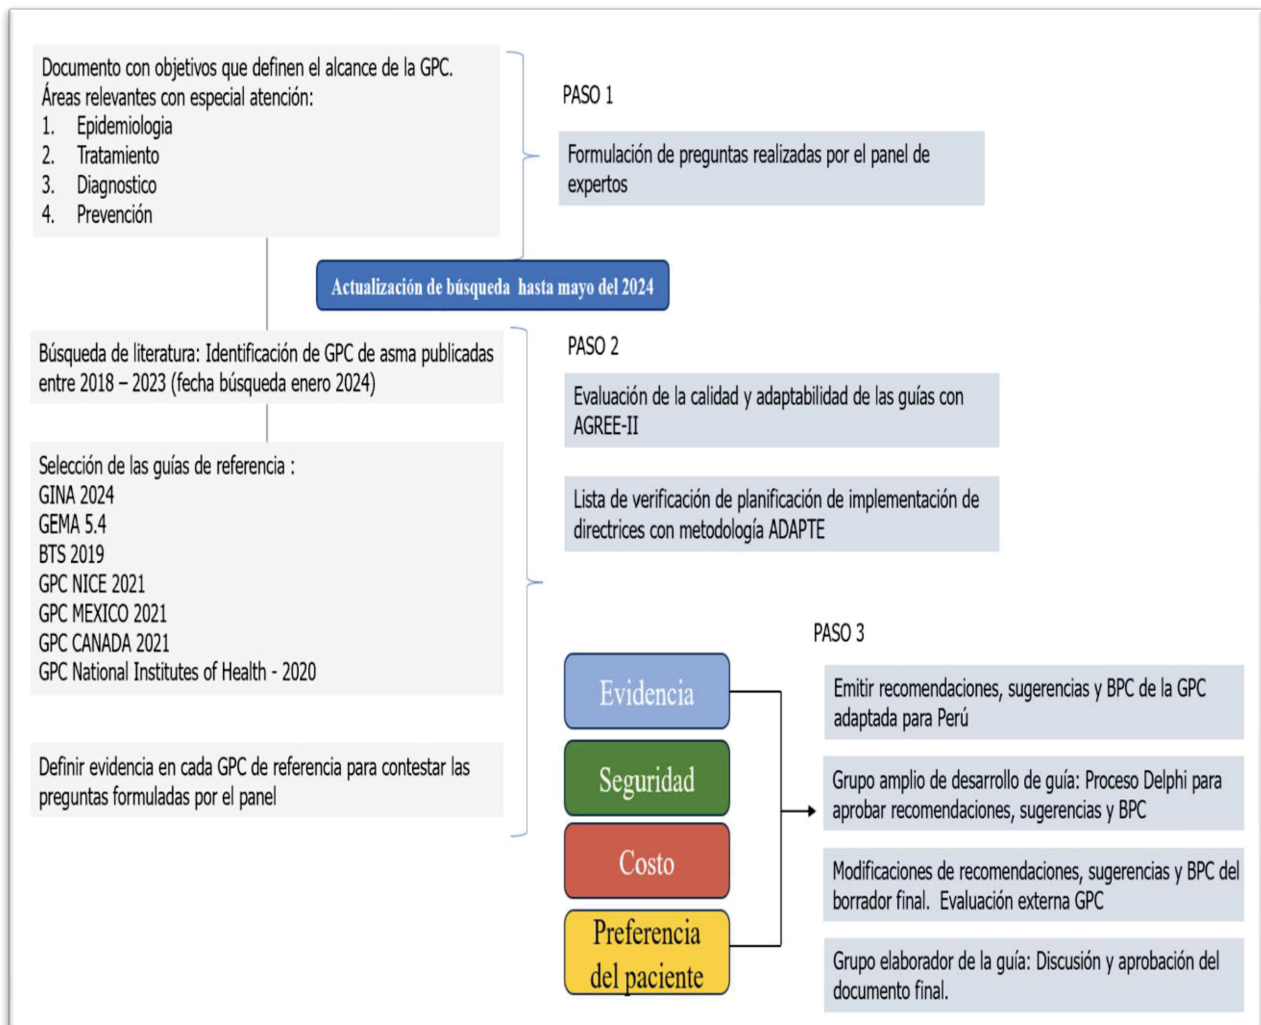 Documento con objetivos que definen el alcance de la GPC.
Áreas relevantes con especial atención:
1. Epidemiologia
2. Tratamiento
3. Diagnostico
4. Prevención
PASO 1
Formulación de preguntas realizadas por el panel de
expertos
Actualización de búsqueda hasta mayo del 2024
Búsqueda de literatura: Identificación de GPC de asma publicadas
entre 2018 – 2023 (fecha búsqueda enero 2024)
Selección de las guías de referencia :
GINA 2024
GEMA 5.4
BTS 2019
GPC NICE 2021
GPC MEXICO 2021
GPC CANADA 2021
GPC National Institutes of Health - 2020
Definir evidencia en cada GPC de referencia para contestar las
preguntas formuladas por el panel
PASO 2
Evaluación de la calidad y adaptabilidad de las guías con
AGREE-II
Lista de verificación de planificación de implementación de
directrices con metodología ADAPTE
Evidencia
Seguridad
Costo
Preferencia
del paciente
PASO 3
Emitir recomendaciones, sugerencias y BPC de la GPC
adaptada para Perú
Grupo amplio de desarrollo de guía: Proceso Delphi para
aprobar recomendaciones, sugerencias y BPC
Modificaciones de recomendaciones, sugerencias y BPC del
borrador final. Evaluación externa GPC
Grupo elaborador de la guía: Discusión y aprobación del
documento final.